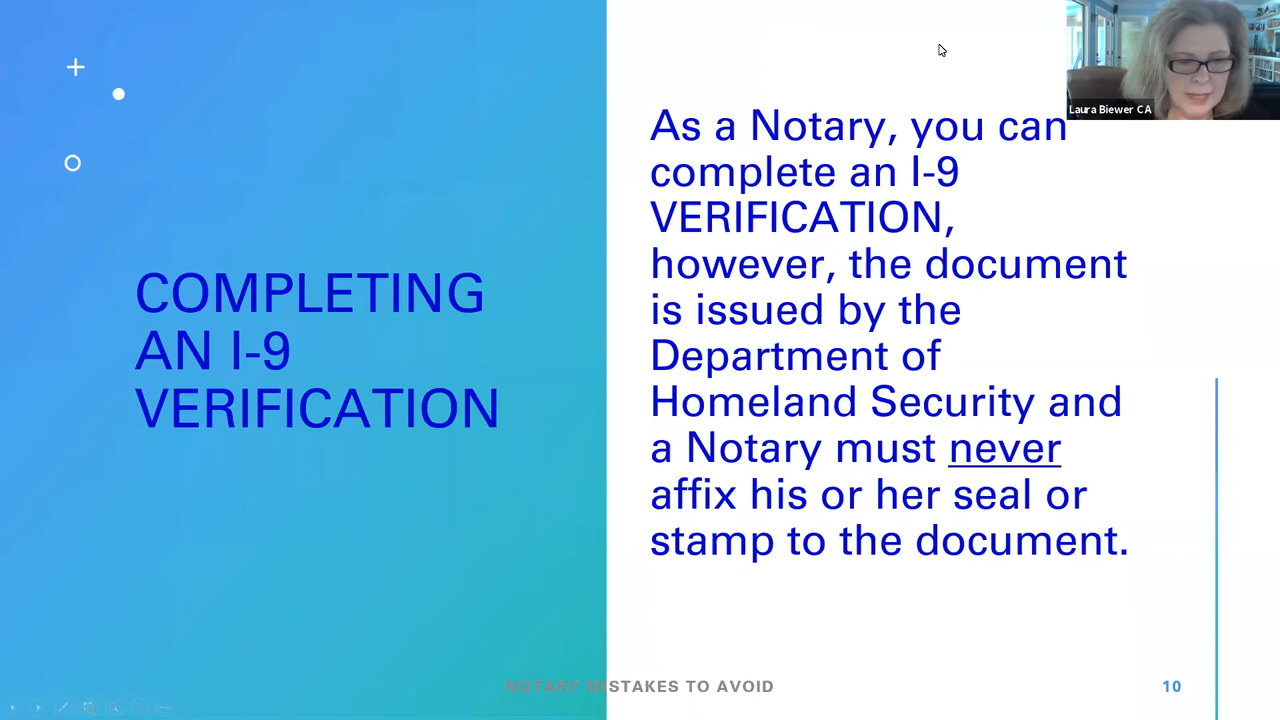 Laura Biewer CA
COMPLETING
AN I-9
VERIFICATION
As a Notary, you can
complete an I-9
VERIFICATION,
however, the document
is issued by the
Department of
Homeland Security and
a Notary must never
affix his or her seal or
stamp to the document.
NOTARY MISTAKES TO AVOID
10